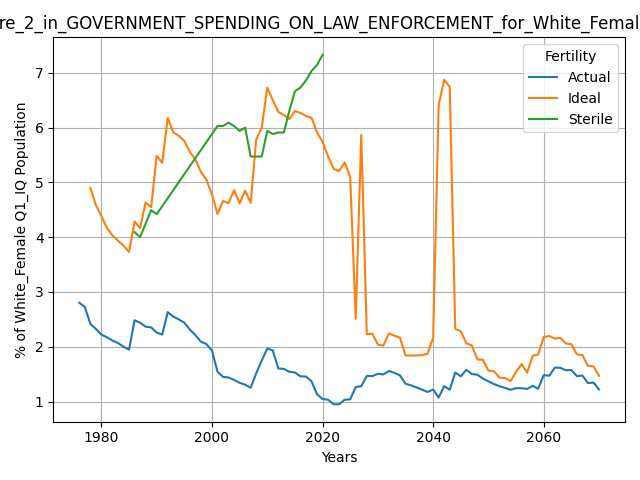 re_2_in_GOVERNMENT_SPENDING_ON_LAW_ENFORCEMENT_for_White_Femal
Fertility
Actual
Ideal
Sterile
% of White_Female Q1_IQ Population
7
6
5
4
3
2
1
1980
2000
2020
2040
2060
Years